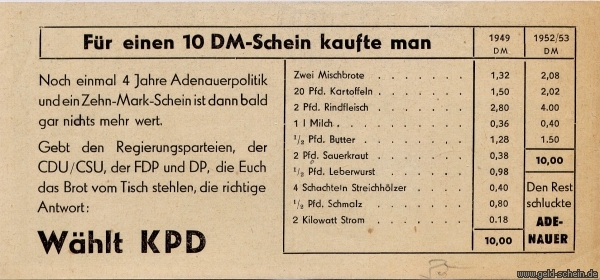 Für einen 10 DM-Schein kaufte man
1949 DM 1952/53 DM
Noch einmal 4 Jahre Adenauerpolitik
und ein Zehn-Mark-Schein ist dann bald
gar nichts mehr wert.
Gebt den Regierungsparteien, der
CDU/CSU, der FDP und DP, die Euch
das Brot vom Tisch stehlen, die richtige
Antwort:
Wählt KPD
Zwei Mischbrote . . . . . . . 1,32 2,08
20 Pfd. Kartoffeln . . . . . . . 1,50 2,02
2 Pfd. Rindfleisch . . . . . . . 2,80 4.00
1 l Milch . . . . . . . 0,36 0,40
½ Pfd. Butter . . . . . . . 1,28 1.50
2 Pfd. Sauerkraut . . . . . . . 0,38 10,00
½ Pfd. Leberwurst . . . . . . . 0,98
4 Schachteln Streichhölzer . . . . 0,40 Den Rest
½ Pfd. Schmalz . . . . . . . 0,80 schluckte
2 Kilowatt Strom . . . . . . . 0.18 ADE-
10,00 NAUER
www.geld-schein.de